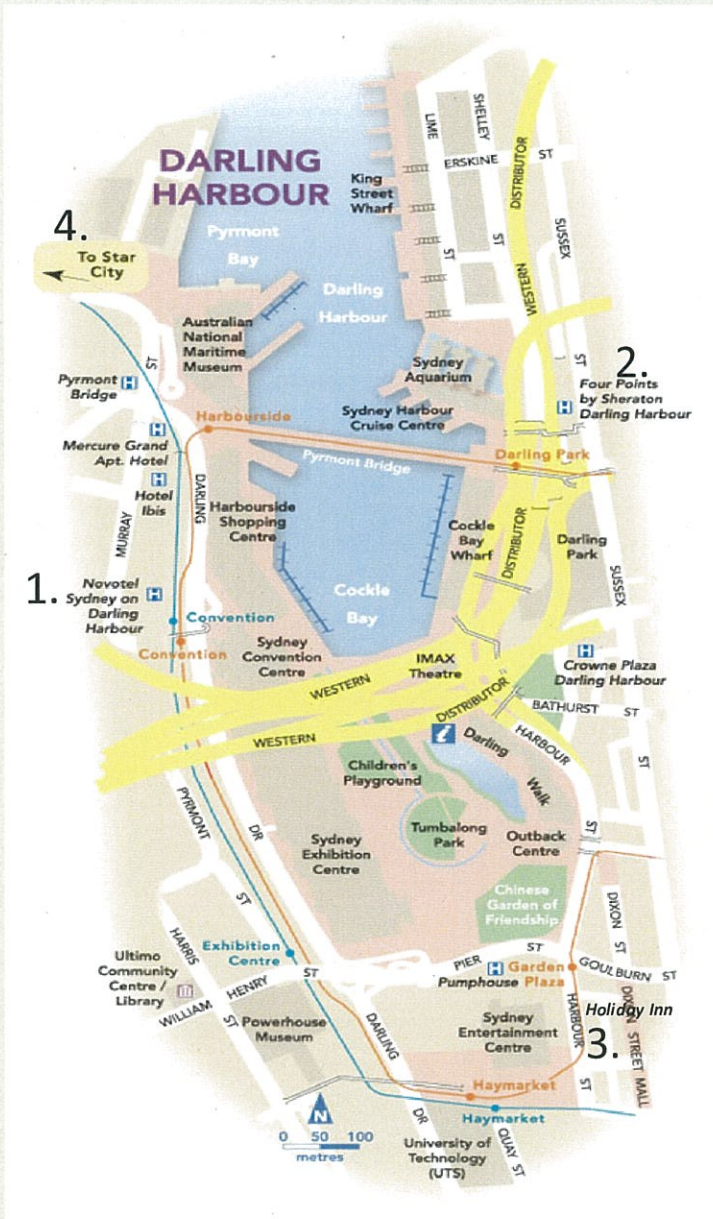 DARLING
HARBOUR
4.
To Star
City
Pyrmont
Bay
King
Street
Wharf
LIME
ST
SHELLEY
ST
ERSKINE ST
WESTERN DISTRIBUTOR
SUSSEX
ST
Darling
Harbour
Australian
National
Maritime
Museum
ST
Sydney
Aquarium
2.
Four Points
by Sheraton
Darling Harbour
H
Pyrmont
Bridge
H
Harbourside
Sydney Harbour
Cruise Centre
Mercure Grand
Apt. Hotel
H
Pyrmont Bridge
Darling Park
Hotel
Ibis
H
MURRAY
DARLING
Harbourside
Shopping
Centre
Cockle
Bay
Wharf
DISTRIBUTOR
Darling
Park
SUSSEX
1.
Novotel
Sydney on
Darling
Harbour
H
Convention
Convention
Cockle
Bay
Sydney
Convention
Centre
IMAX
Theatre
H
Crowne Plaza
Darling Harbour
WESTERN
DISTRIBUTOR
WESTERN
BATHURST ST
HARBOUR
ST
ST
i
Darling
Walk
Children's
Playground
PYRMONT
ST
DR
Sydney
Exhibition
Centre
Tumbalong
Park
Outback
Centre
Chinese
Garden of
Friendship
DIXON
ST
HARRIS
ST
Exhibition
Centre
Ultimo
Community
Centre /
Library
WILLIAM HENRY ST
PIER ST
H
Pumphouse
Garden
Plaza
GOULBURN ST
Powerhouse
Museum
DARLING
DR
Sydney
Entertainment
Centre
HARBOUR
ST
Holiday Inn
3.
DIXON STREET MALL
Haymarket
Haymarket
N
0 50 100
metres
University of
Technology
(UTS)
QUAY ST